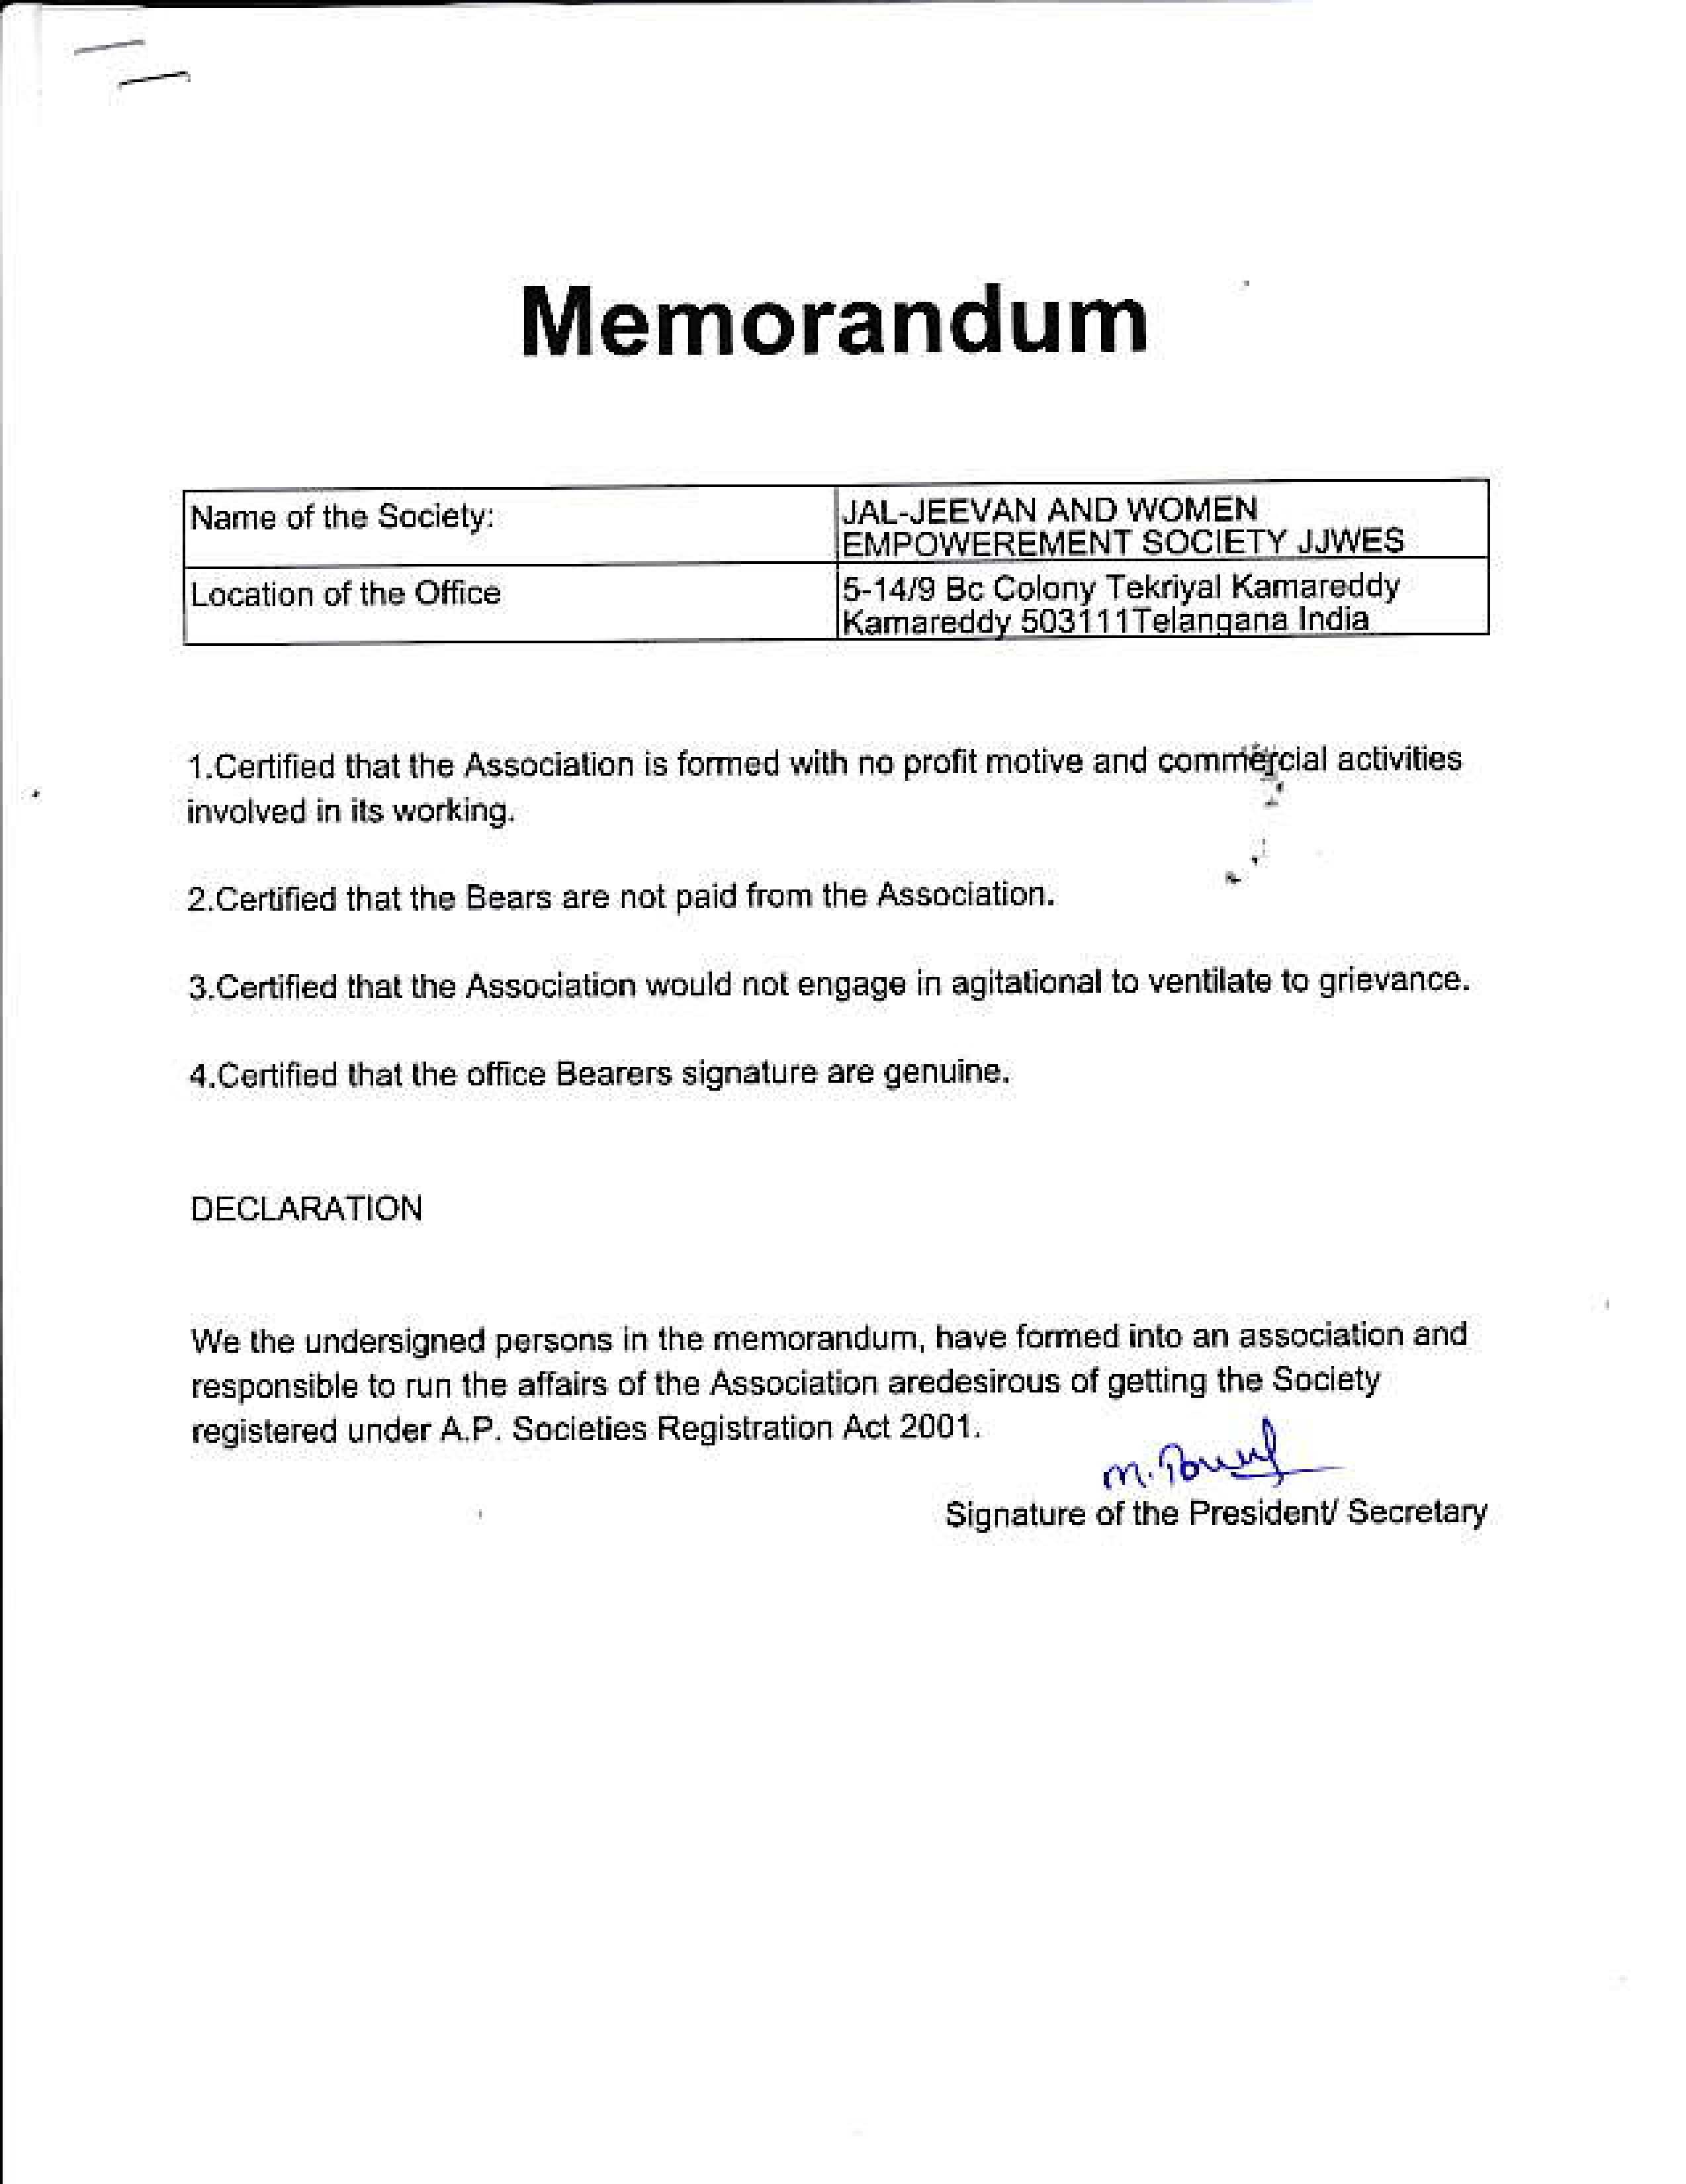 Memorandum
Name of the Society:
JAL-JEEVAN AND WOMEN
EMPOWEREMENT SOCIETY JJWES
Location of the Office
5-14/9 Bc Colony Tekriyal Kamareddy
Kamareddy 503111Telangana India
1.Certified that the Association is formed with no profit motive and commercial activities
involved in its working.
2.Certified that the Bears are not paid from the Association.
3.Certified that the Association would not engage in agitational to ventilate to grievance.
4.Certified that the office Bearers signature are genuine.
DECLARATION
We the undersigned persons in the memorandum, have formed into an association and
responsible to run the affairs of the Association aredesirous of getting the Society
registered under A.P. Societies Registration Act 2001.
M.
Signature of the President/ Secretary